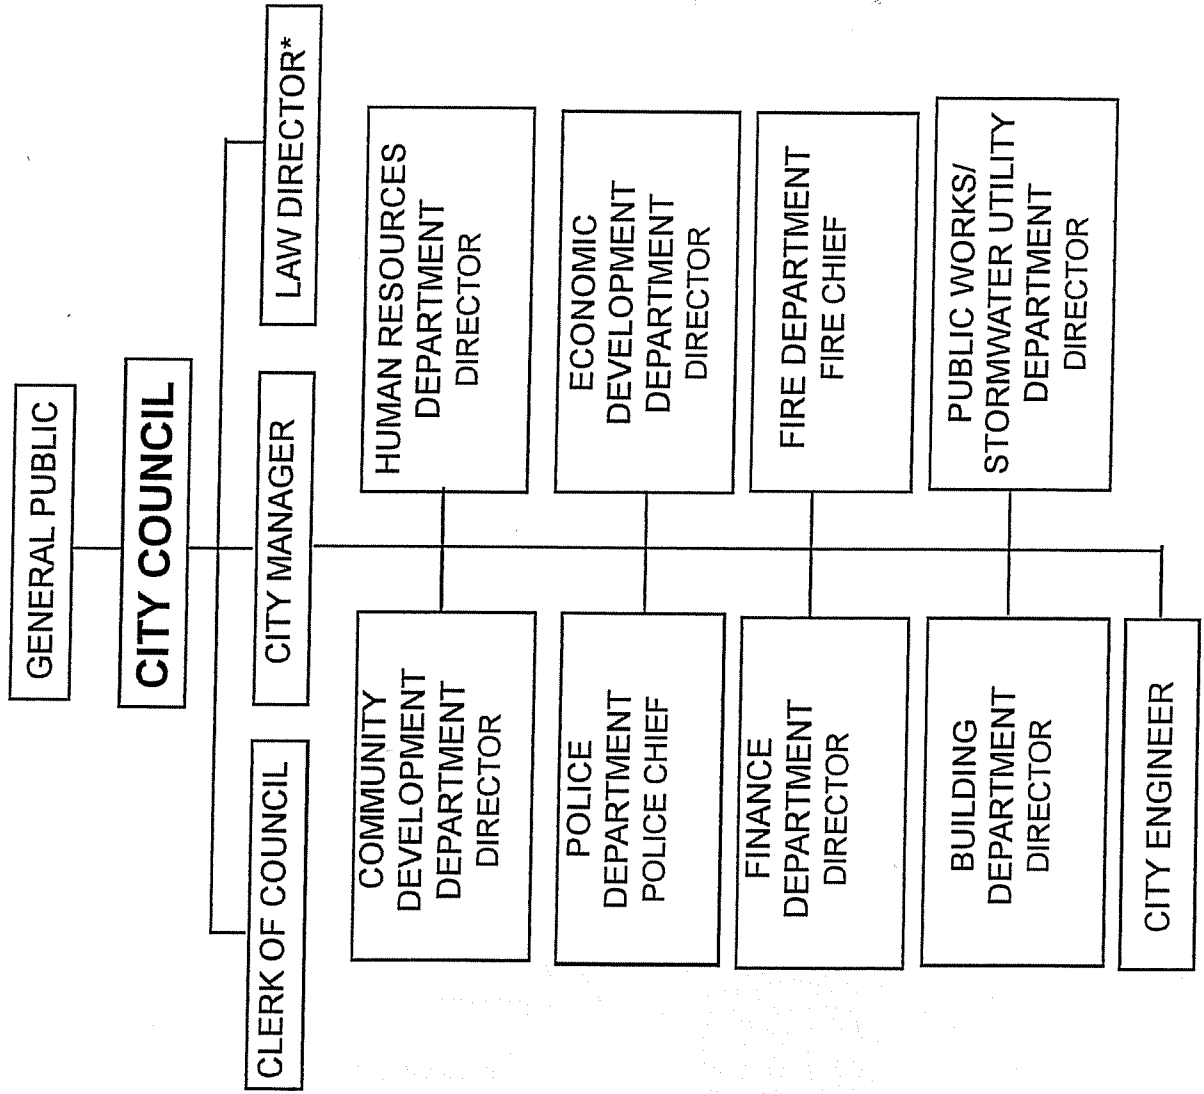 GENERAL PUBLIC
CITY COUNCIL
CLERK OF COUNCIL
CITY MANAGER
LAW DIRECTOR*
COMMUNITY
DEVELOPMENT
DEPARTMENT
DIRECTOR
HUMAN RESOURCES
DEPARTMENT
DIRECTOR
POLICE
DEPARTMENT
POLICE CHIEF
ECONOMIC
DEVELOPMENT
DEPARTMENT
DIRECTOR
FINANCE
DEPARTMENT
DIRECTOR
FIRE DEPARTMENT
FIRE CHIEF
BUILDING
DEPARTMENT
DIRECTOR
PUBLIC WORKS/
STORMWATER UTILITY
DEPARTMENT
DIRECTOR
CITY ENGINEER